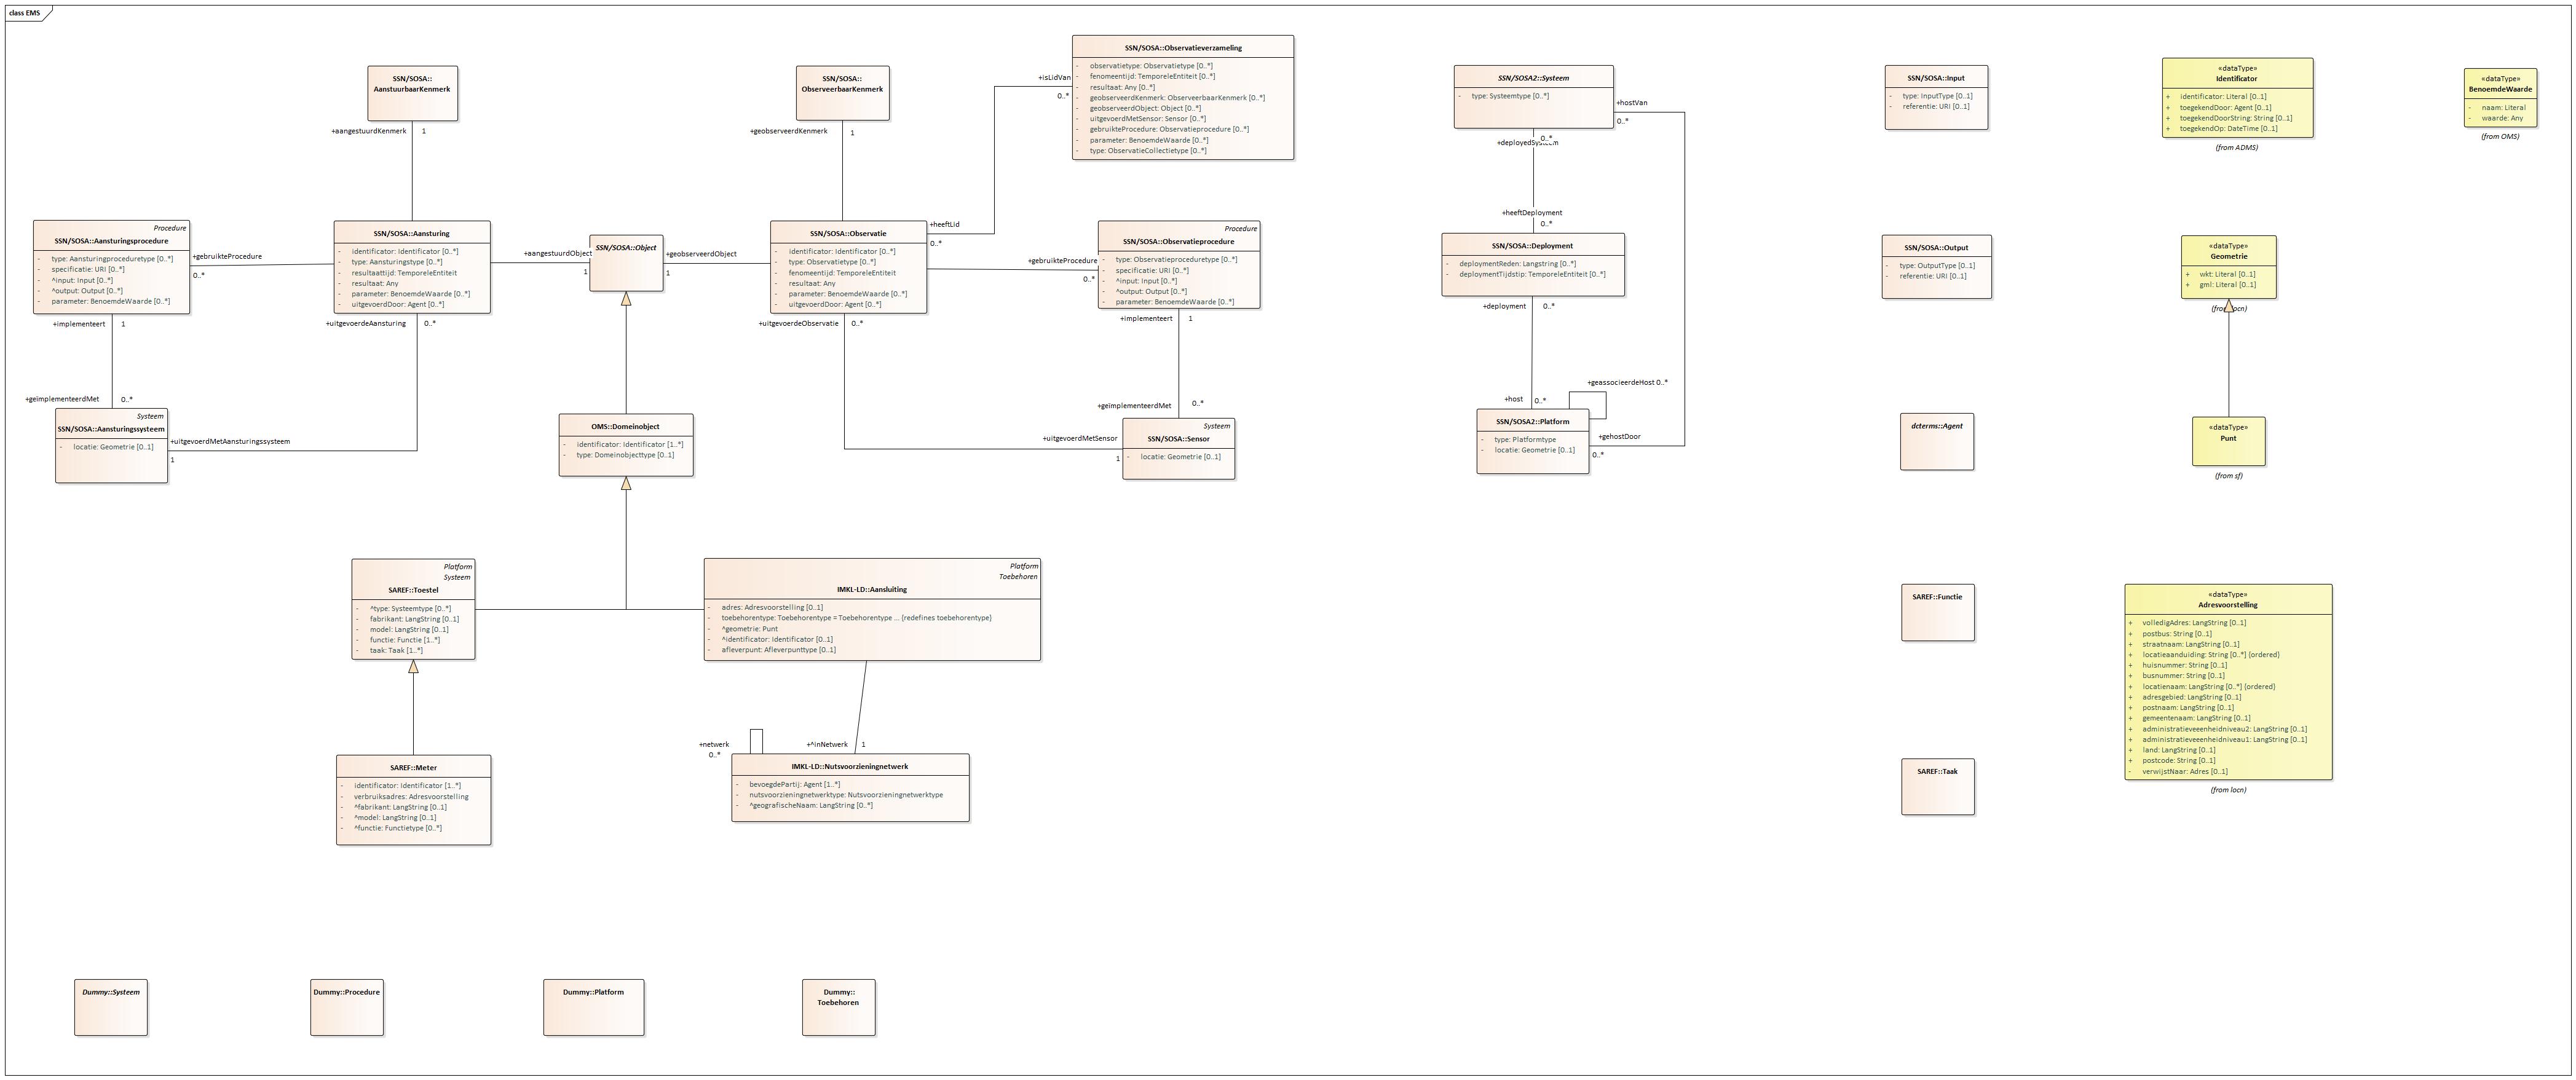 class EMS
SSN/SOSA::
AanstuurbaarKenmerk
+aangestuurdKenmerk
1
SSN/SOSA::
ObserveerbaarKenmerk
+geobserveerdKenmerk
1
SSN/SOSA::Observatieverzameling
- observatietype: Observatietype [0..*]
- fenomeentijd: TemporeleEntiteit [0..*]
- resultaat: Any [0..*]
- geobserveerdKenmerk: ObserveerbaarKenmerk [0..*]
- geobserveerdObject: Object [0..*]
- uitgevoerdMetSensor: Sensor [0..*]
- gebruikteProcedure: Observatieprocedure [0..*]
- parameter: BenoemdeWaarde [0..*]
- type: ObservatieCollectietype [0..*]
+isLidVan
0..*
+heeftLid
0..*
SSN/SOSA2::Systeem
- type: Systeemtype [0..*]
+hostVan
0..*
0..*
+deployedSysteem
+heeftDeployment
0..*
SSN/SOSA::Input
- type: InputType [0..1]
- referentie: URI [0..1]
«dataType»
Identificator
+ identificator: Literal [0..1]
+ toegekendDoor: Agent [0..1]
+ toegekendDoorString: String [0..1]
+ toegekendOp: DateTime [0..1]
(from ADMS)
«dataType»
BenoemdeWaarde
- naam: Literal
- waarde: Any
(from OMS)
Procedure
SSN/SOSA::Aansturingsprocedure
- type: Aansturingproceduretype [0..*]
- specificatie: URI [0..*]
- ^input: Input [0..*]
- ^output: Output [0..*]
- parameter: BenoemdeWaarde [0..*]
+gebruikteProcedure
0..*
+implementeert
1
SSN/SOSA::Aansturing
- identificator: Identificator [0..*]
- type: Aansturingstype [0..*]
- resultaattijd: TemporeleEntiteit
- resultaat: Any
- parameter: BenoemdeWaarde [0..*]
- uitgevoerdDoor: Agent [0..*]
+uitgevoerdeAansturing
0..*
+aangestuurdObject
1
SSN/SOSA::Object
+geobserveerdObject
1
SSN/SOSA::Observatie
- identificator: Identificator [0..*]
- type: Observatietype [0..*]
- fenomeentijd: TemporeleEntiteit
- resultaat: Any
- parameter: BenoemdeWaarde [0..*]
- uitgevoerdDoor: Agent [0..*]
+uitgevoerdeObservatie
0..*
+gebruikteProcedure
0..*
Procedure
SSN/SOSA::Observatieprocedure
- type: Observatieproceduretype [0..*]
- specificatie: URI [0..*]
- ^input: Input [0..*]
- ^output: Output [0..*]
- parameter: BenoemdeWaarde [0..*]
+implementeert
1
SSN/SOSA::Deployment
- deploymentReden: Langstring [0..*]
- deploymentTijdstip: TemporeleEntiteit [0..*]
+deployment
0..*
SSN/SOSA::Output
- type: OutputType [0..1]
- referentie: URI [0..1]
«dataType»
Geometrie
+ wkt: Literal [0..1]
+ gml: Literal [0..1]
+geïmplementeerdMet
0..*
Systeem
SSN/SOSA::Aansturingssysteem
- locatie: Geometrie [0..1]
+uitgevoerdMetAansturingssysteem
1
OMS::Domeinobject
- identificator: Identificator [1..*]
- type: Domeinobjecttype [0..1]
+geïmplementeerdMet
0..*
+uitgevoerdMetSensor
1
Systeem
SSN/SOSA::Sensor
- locatie: Geometrie [0..1]
+geassocieerdeHost 0..*
+host
0..*
SSN/SOSA2::Platform
- type: Platformtype
- locatie: Geometrie [0..1]
+gehostDoor
0..*
dcterms::Agent
«dataType»
Punt
(from sf)
Platform
Systeem
SAREF::Toestel
- ^type: Systeemtype [0..*]
- fabrikant: LangString [0..1]
- model: LangString [0..1]
- functie: Functie [1..*]
- taak: Taak [1..*]
Platform
Toebehoren
IMKL-LD::Aansluiting
- adres: Adresvoorstelling [0..1]
- toebehorentype: Toebehorentype = Toebehorentype ... {redefines toebehorentype}
- ^geometrie: Punt
- ^identificator: Identificator [0..1]
- afleverpunt: Afleverpunttype [0..1]
SAREF::Functie
«dataType»
Adresvoorstelling
+ volledigAdres: LangString [0..1]
+ postbus: String [0..1]
+ straatnaam: LangString [0..1]
+ locatieaanduiding: String [0..*] {ordered}
+ huisnummer: String [0..1]
+ busnummer: String [0..1]
+ locatienaam: LangString [0..*] {ordered}
+ adresgebied: LangString [0..1]
+ postnaam: LangString [0..1]
+ gemeentenaam: LangString [0..1]
+ administratieveeenheidniveau2: LangString [0..1]
+ administratieveeenheidniveau1: LangString [0..1]
+ land: LangString [0..1]
+ postcode: String [0..1]
- verwijstNaar: Adres [0..1]
(from locn)
+netwerk
0..*
+^inNetwerk
1
SAREF::Meter
- identificator: Identificator [1..*]
- verbruiksadres: Adresvoorstelling
- ^fabrikant: LangString [0..1]
- ^model: LangString [0..1]
- ^functie: Functietype [0..*]
IMKL-LD::Nutsvoorzieningnetwerk
- bevoegdePartij: Agent [1..*]
- nutsvoorzieningnetwerktype: Nutsvoorzieningnetwerktype
- ^geografischeNaam: LangString [0..*]
SAREF::Taak
Dummy::Systeem
Dummy::Procedure
Dummy::Platform
Dummy::
Toebehoren